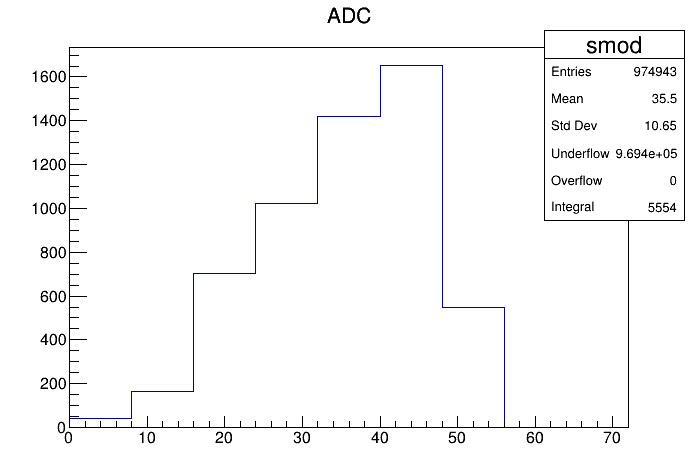 ADC
smod
Entries 974943
Mean 35.5
Std Dev 10.65
Underflow 9.694e+05
Overflow 0
Integral 5554
1600
1400
1200
1000
800
600
400
200
0
0 10 20 30 40 50 60 70